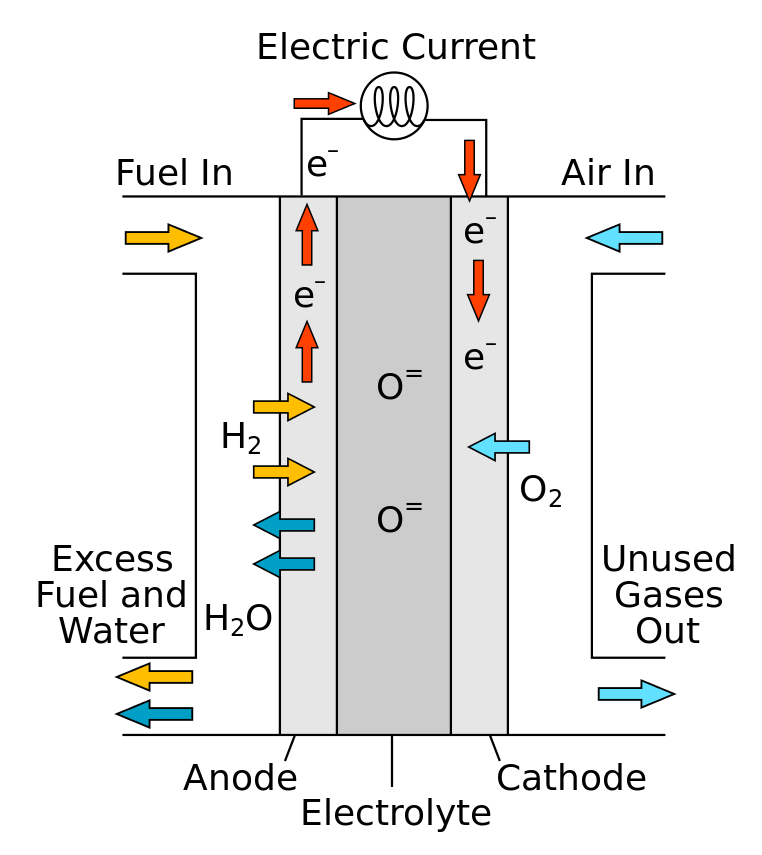 Electric Current
e⁻
Fuel In
Air In
e⁻
e⁻
e⁻
O⁼
H₂
O₂
O⁼
Excess
Fuel and
Water
H₂O
Unused
Gases
Out
Anode
Cathode
Electrolyte